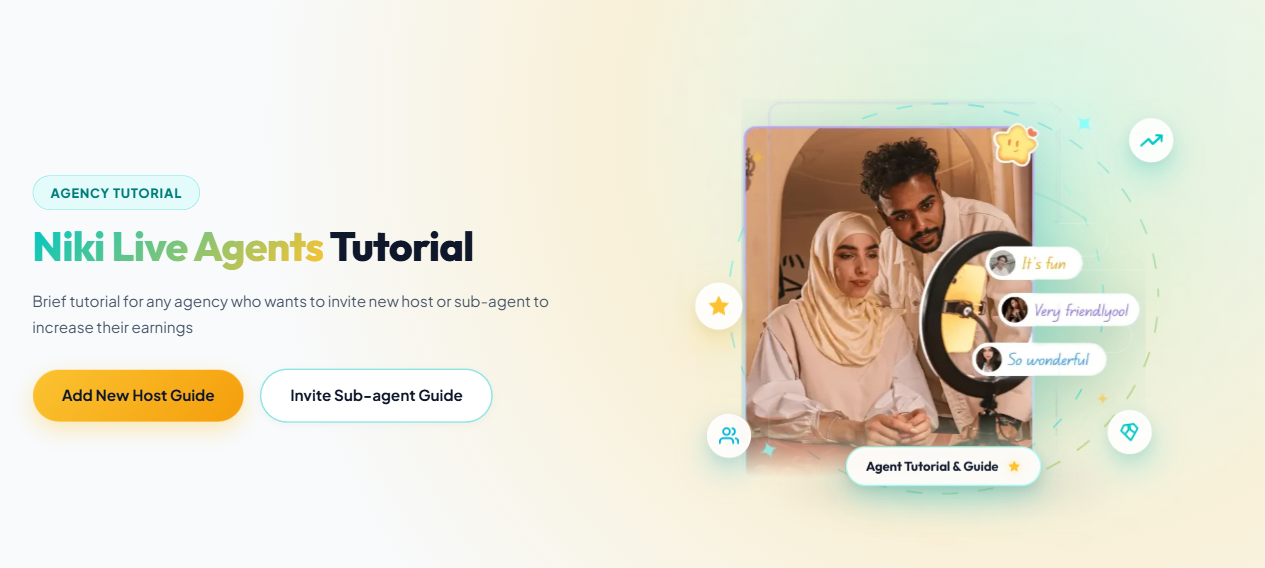 AGENCY TUTORIAL
Niki Live Agents Tutorial
Brief tutorial for any agency who wants to invite new host or sub-agent to
increase their earnings
Add New Host Guide
Invite Sub-agent Guide
It's fun
Very friendlyool
So wonderful
Agent Tutorial & Guide